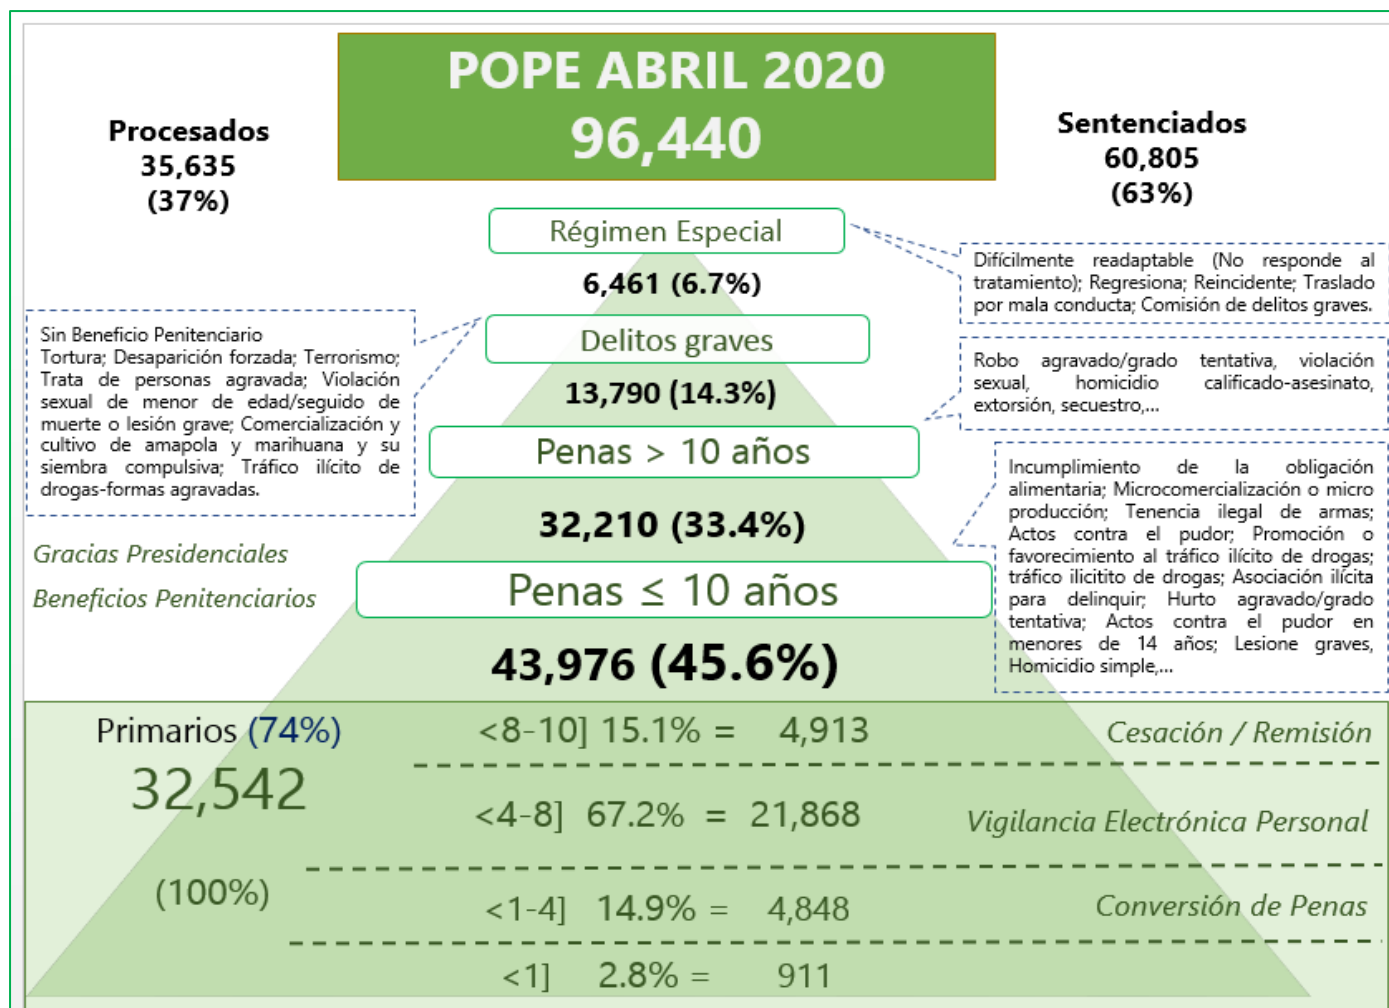 POPE ABRIL 2020
96,440
Procesados
35,635
(37%)
Sentenciados
60,805
(63%)
Régimen Especial
6,461 (6.7%)
Difícilmente readaptable (No responde al
tratamiento); Regresiona; Reincidente; Traslado
por mala conducta; Comisión de delitos graves.
Sin Beneficio Penitenciario
Tortura; Desaparición forzada; Terrorismo;
Trata de personas agravada; Violación
sexual de menor de edad/seguido de
muerte o lesión grave; Comercialización y
cultivo de amapola y marihuana y su
siembra compulsiva; Tráfico ilícito de
drogas-formas agravadas.
Delitos graves
13,790 (14.3%)
Robo agravado/grado tentativa, violación
sexual, homicidio calificado-asesinato,
extorsión, secuestro,...
Penas > 10 años
32,210 (33.4%)
Incumplimiento de la obligación
alimentaria; Microcomercialización o micro
producción; Tenencia ilegal de armas;
Actos contra el pudor; Promoción o
favorecimiento al tráfico ilícito de drogas;
tráfico ilicitito de drogas; Asociación ilícita
para delinquir; Hurto agravado/grado
tentativa; Actos contra el pudor en
menores de 14 años; Lesione graves,
Homicidio simple,...
Gracias Presidenciales
Beneficios Penitenciarios
Penas ≤ 10 años
43,976 (45.6%)
Primarios (74%)
32,542
(100%)
<8-10] 15.1% = 4,913
Cesación / Remisión
<4-8] 67.2% = 21,868
Vigilancia Electrónica Personal
<1-4] 14.9% = 4,848
Conversión de Penas
<1] 2.8% = 911